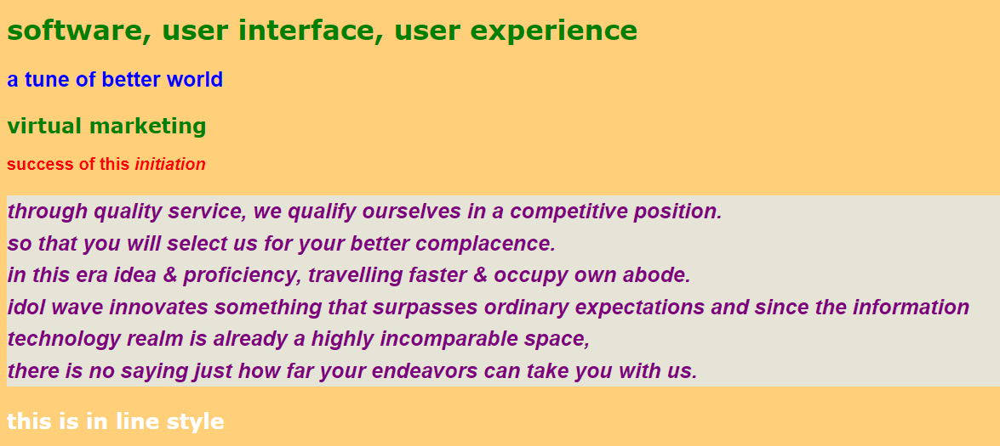 software, user interface, user experience
a tune of better world
virtual marketing
success of this initiation
through quality service, we qualify ourselves in a competitive position.
so that you will select us for your better complacence.
in this era idea & proficiency, travelling faster & occupy own abode.
idol wave innovates something that surpasses ordinary expectations and since the information
technology realm is already a highly incomparable space,
there is no saying just how far your endeavors can take you with us.
this is in line style